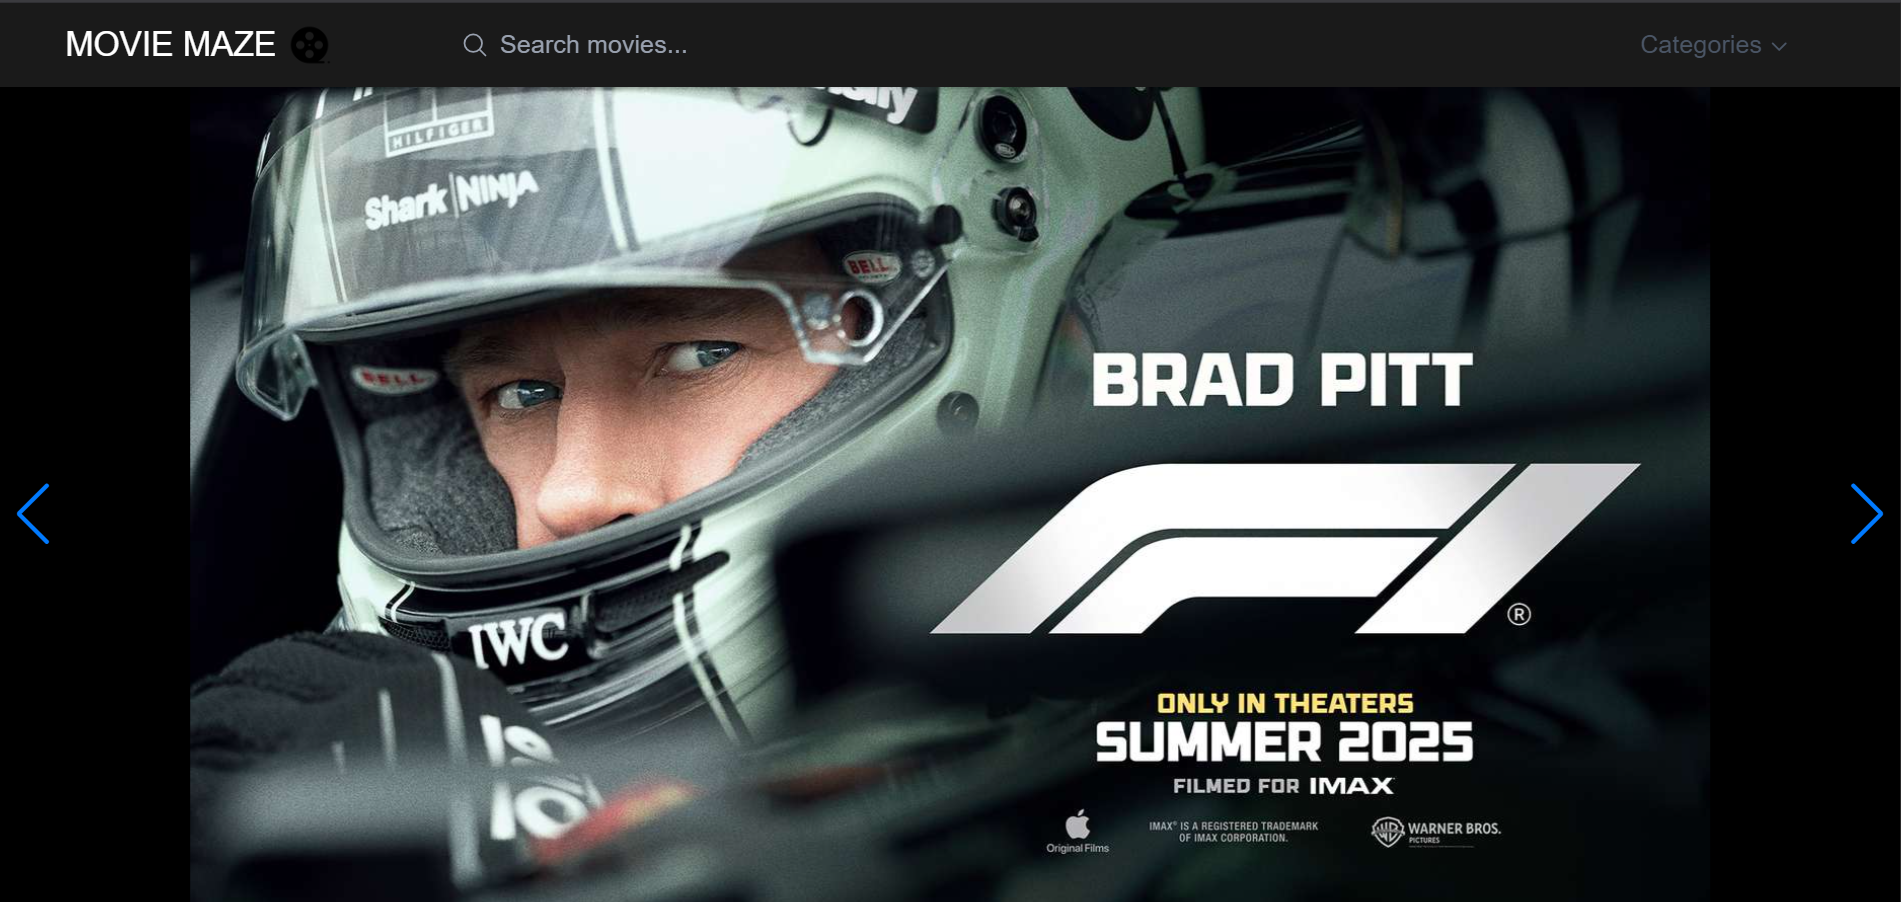 MOVIE MAZE
Search movies...
Categories
HILFIGER
Shark|NINJA
BELL
BELL
BRAD PITT
F1
®
IWC
ONLY IN THEATERS
SUMMER 2025
FILMED FOR IMAX
Original Films
IMAX® IS A REGISTERED TRADEMARK
OF IMAX CORPORATION.
WB WARNER BROS.
PICTURES